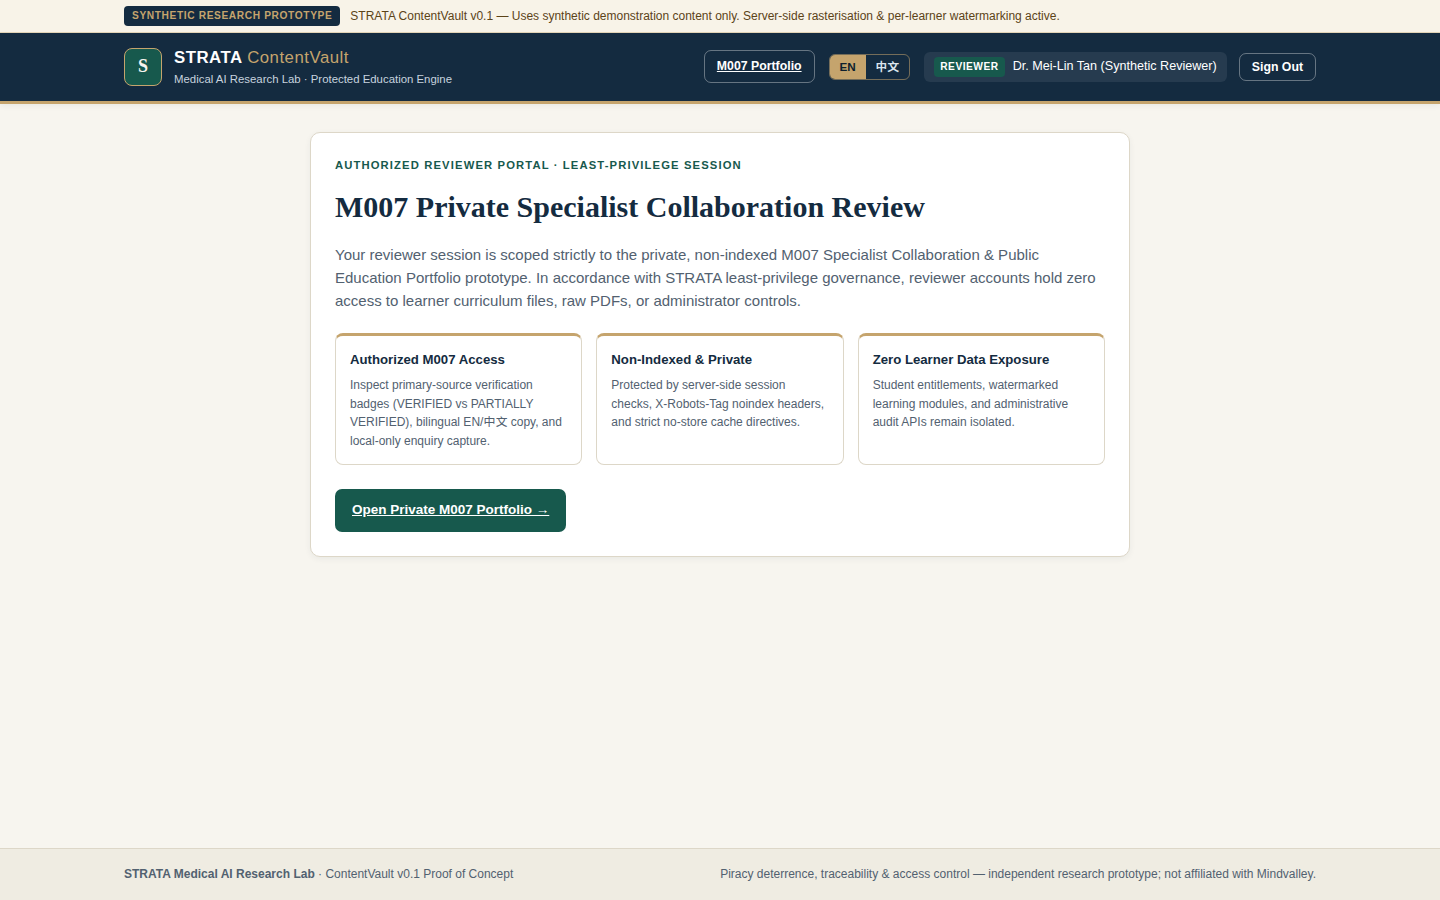 SYNTHETIC RESEARCH PROTOTYPE STRATA ContentVault v0.1 — Uses synthetic demonstration content only. Server-side rasterisation & per-learner watermarking active.
S
STRATA ContentVault
Medical AI Research Lab · Protected Education Engine
M007 Portfolio
EN 中文
REVIEWER Dr. Mei-Lin Tan (Synthetic Reviewer)
Sign Out
AUTHORIZED REVIEWER PORTAL · LEAST-PRIVILEGE SESSION
M007 Private Specialist Collaboration Review
Your reviewer session is scoped strictly to the private, non-indexed M007 Specialist Collaboration & Public
Education Portfolio prototype. In accordance with STRATA least-privilege governance, reviewer accounts hold zero
access to learner curriculum files, raw PDFs, or administrator controls.
Authorized M007 Access
Inspect primary-source verification
badges (VERIFIED vs PARTIALLY
VERIFIED), bilingual EN/中文 copy, and
local-only enquiry capture.
Non-Indexed & Private
Protected by server-side session
checks, X-Robots-Tag noindex headers,
and strict no-store cache directives.
Zero Learner Data Exposure
Student entitlements, watermarked
learning modules, and administrative
audit APIs remain isolated.
Open Private M007 Portfolio →
STRATA Medical AI Research Lab · ContentVault v0.1 Proof of Concept
Piracy deterrence, traceability & access control — independent research prototype; not affiliated with Mindvalley.